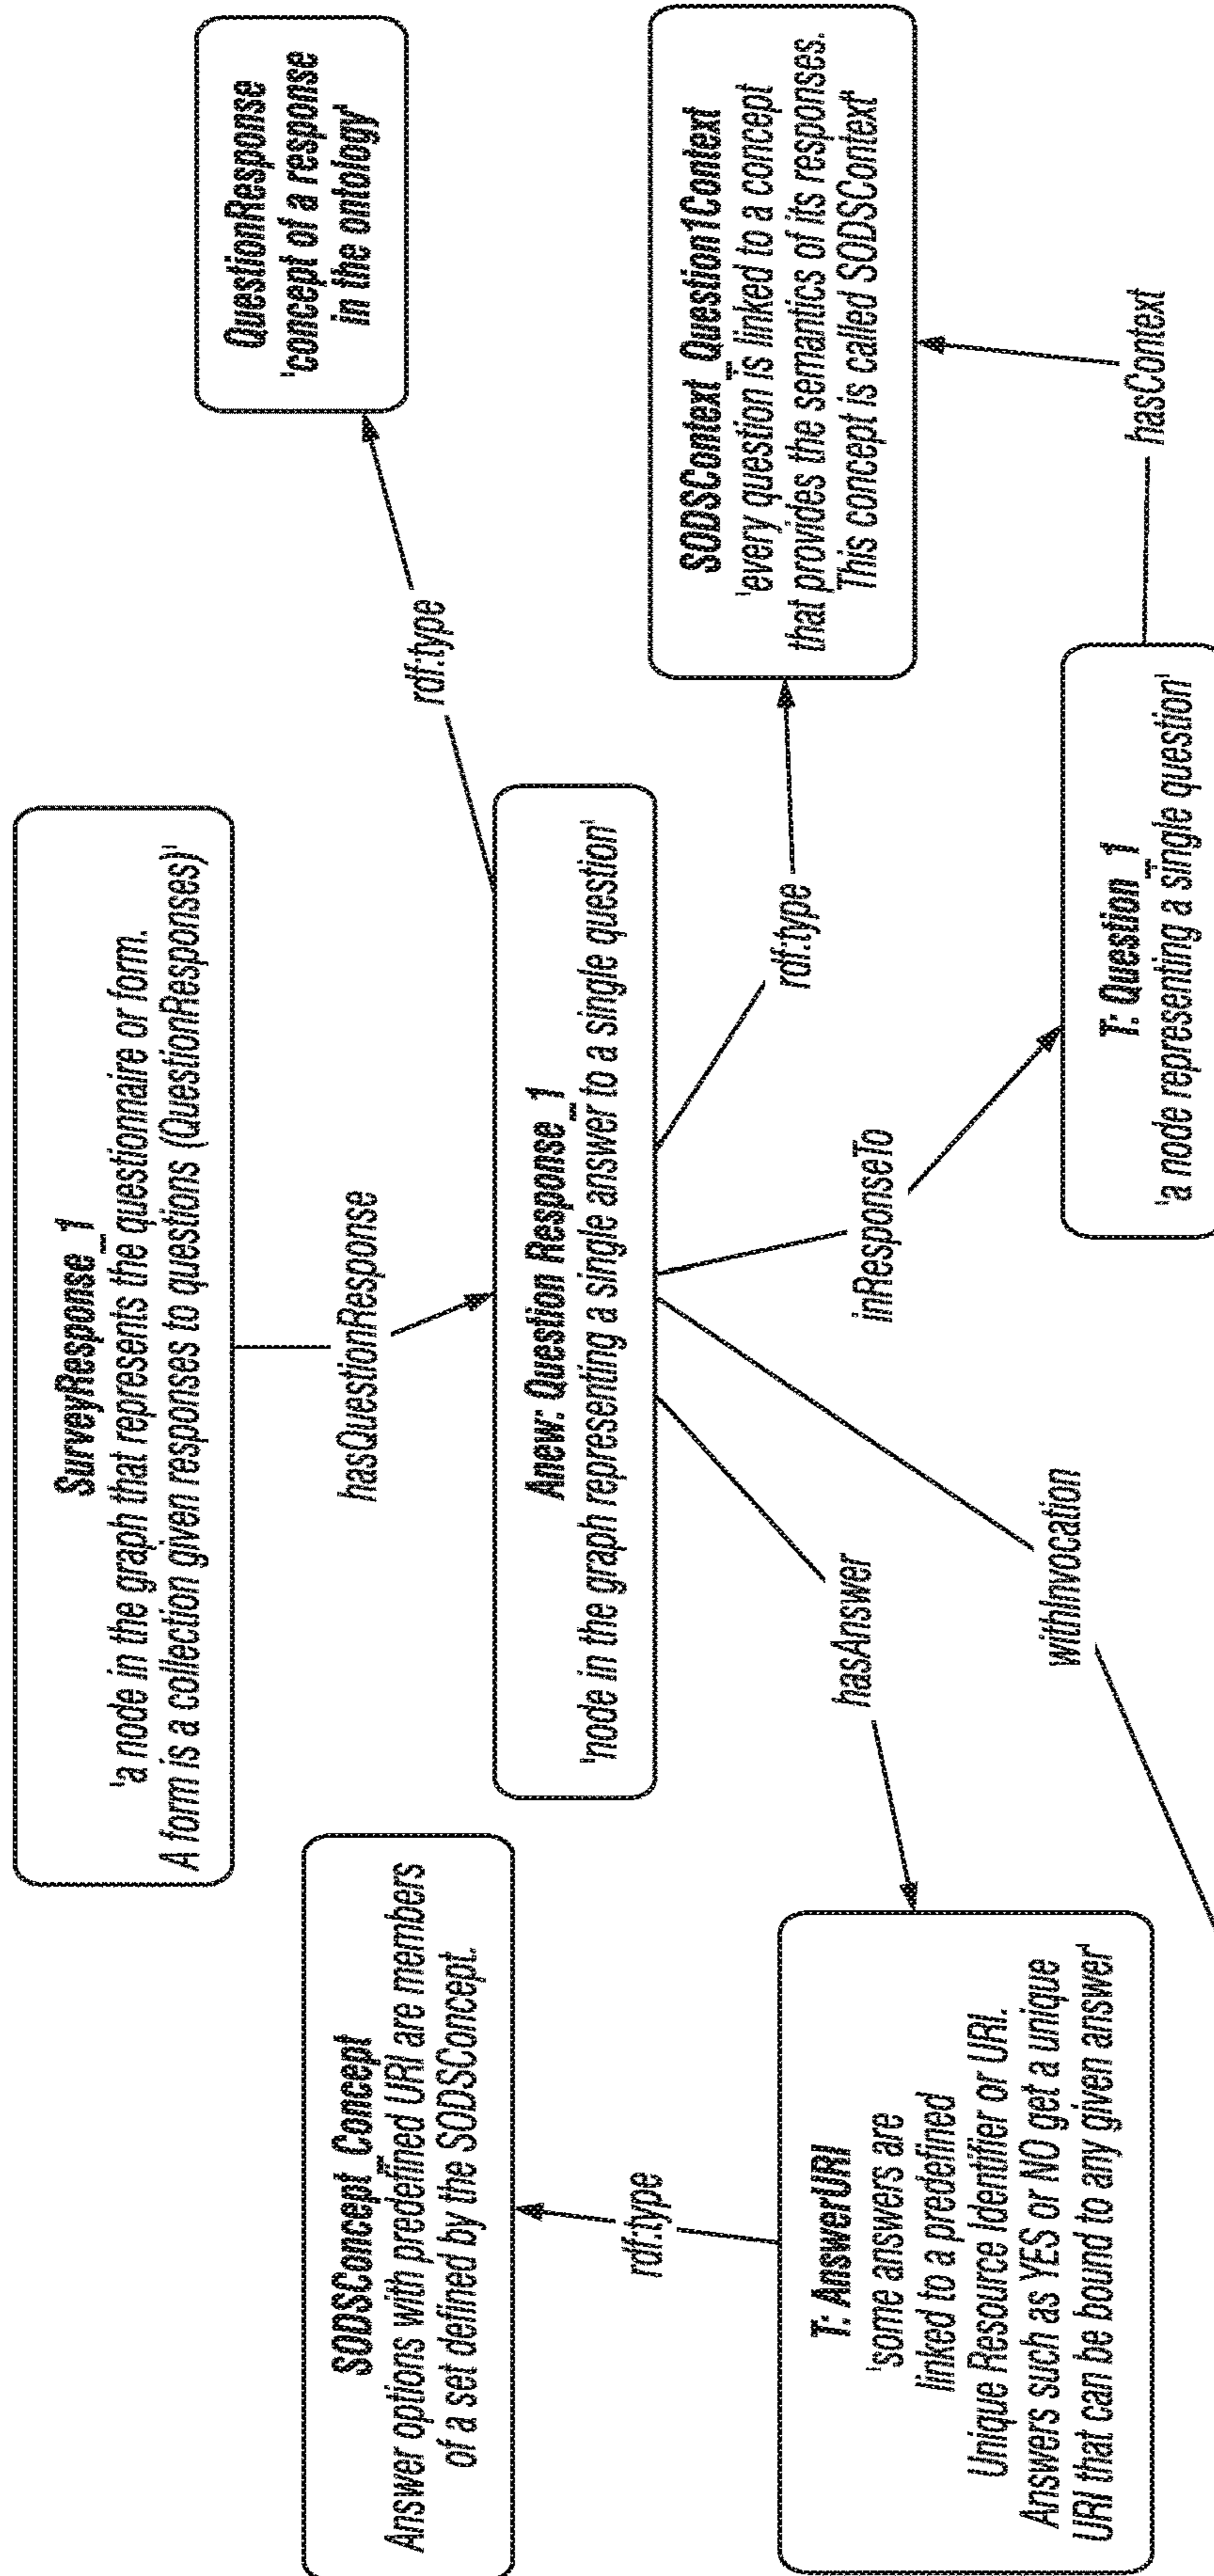 SurveyResponse_1
'a node in the graph that represents the questionnaire or form.
A form is a collection given responses to questions (QuestionResponses)'
hasQuestionResponse
QuestionResponse
'concept of a response
in the ontology'
rdf:type
SODSConcept_Concept
Answer options with predefined URI are members
of a set defined by the SODSConcept.
rdf:type
Anew: Question Response_1
'node in the graph representing a single answer to a single question'
T: AnswerURI
'some answers are
linked to a predefined
Unique Resource Identifier or URI.
Answers such as YES or NO get a unique
URI that can be bound to any given answer'
hasAnswer
withInvocation
inResponseTo
rdf:type
SODSContext_Question1Context
'every question is linked to a concept
that provides the semantics of its responses.
This concept is called SODSContext'
T: Question_1
'a node representing a single question'
hasContext